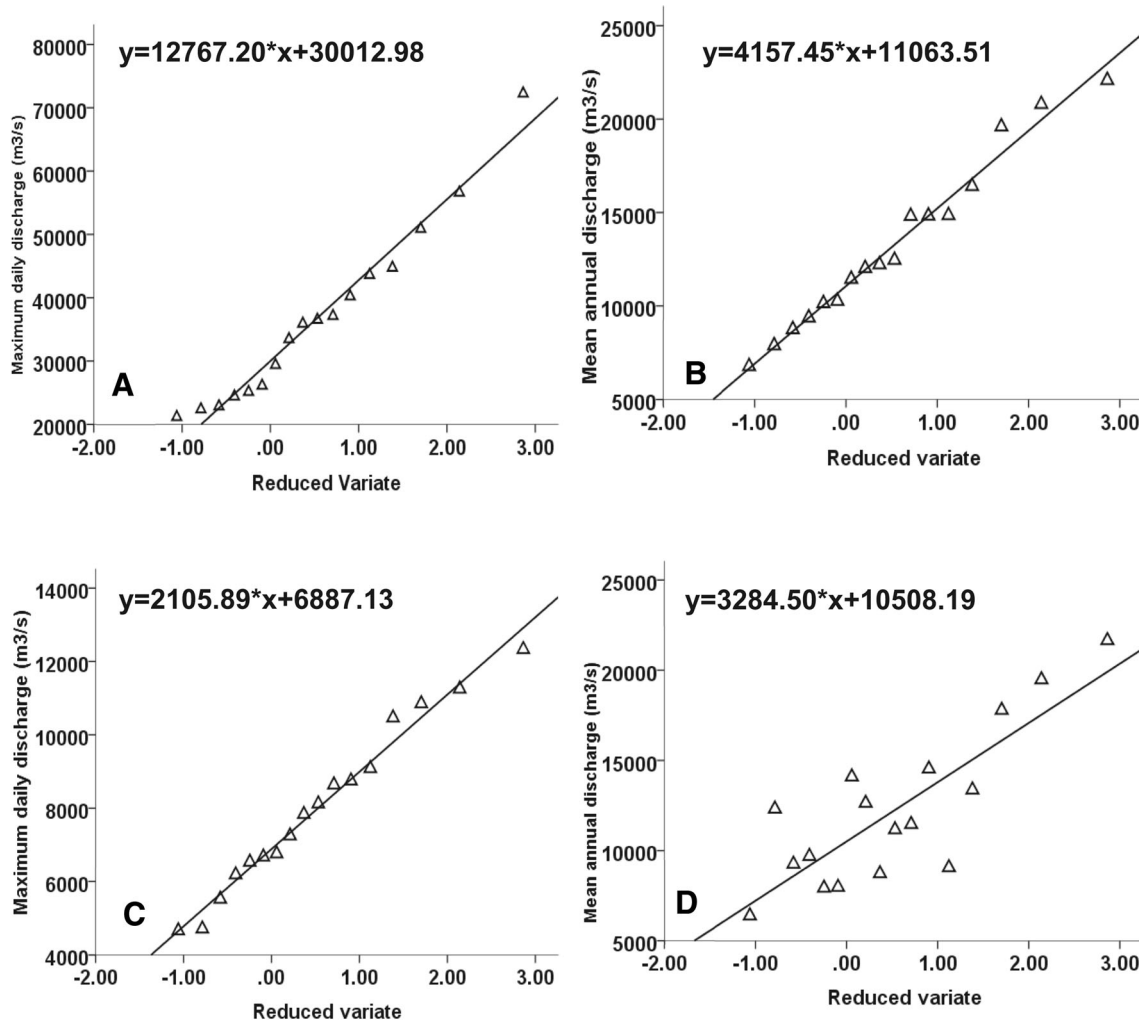 y=12767.20*x+30012.98
80000
70000
60000
50000
40000
30000
20000
Maximum daily discharge (m3/s)
A
-2.00 -1.00 .00 1.00 2.00 3.00
Reduced Variate
y=4157.45*x+11063.51
25000
20000
15000
10000
5000
Mean annual discharge (m3/s)
B
-2.00 -1.00 .00 1.00 2.00 3.00
Reduced variate
y=2105.89*x+6887.13
14000
12000
10000
8000
6000
4000
Maximum daily discharge (m3/s)
C
-2.00 -1.00 .00 1.00 2.00 3.00
Reduced variate
y=3284.50*x+10508.19
25000
20000
15000
10000
5000
Mean annual discharge (m3/s)
D
-2.00 -1.00 .00 1.00 2.00 3.00
Reduced variate